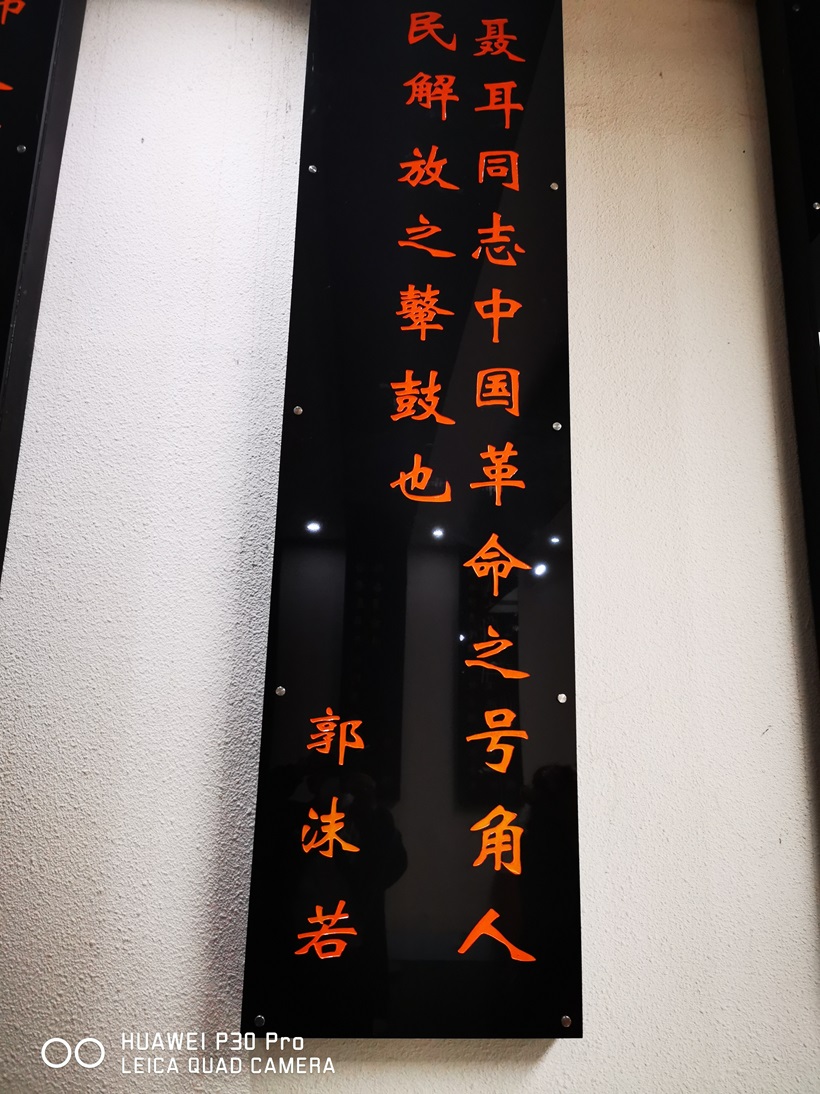 聂耳同志中国革命之号角人
民解放之鼙鼓也
郭沫若
HUAWEI P30 Pro
LEICA QUAD CAMERA